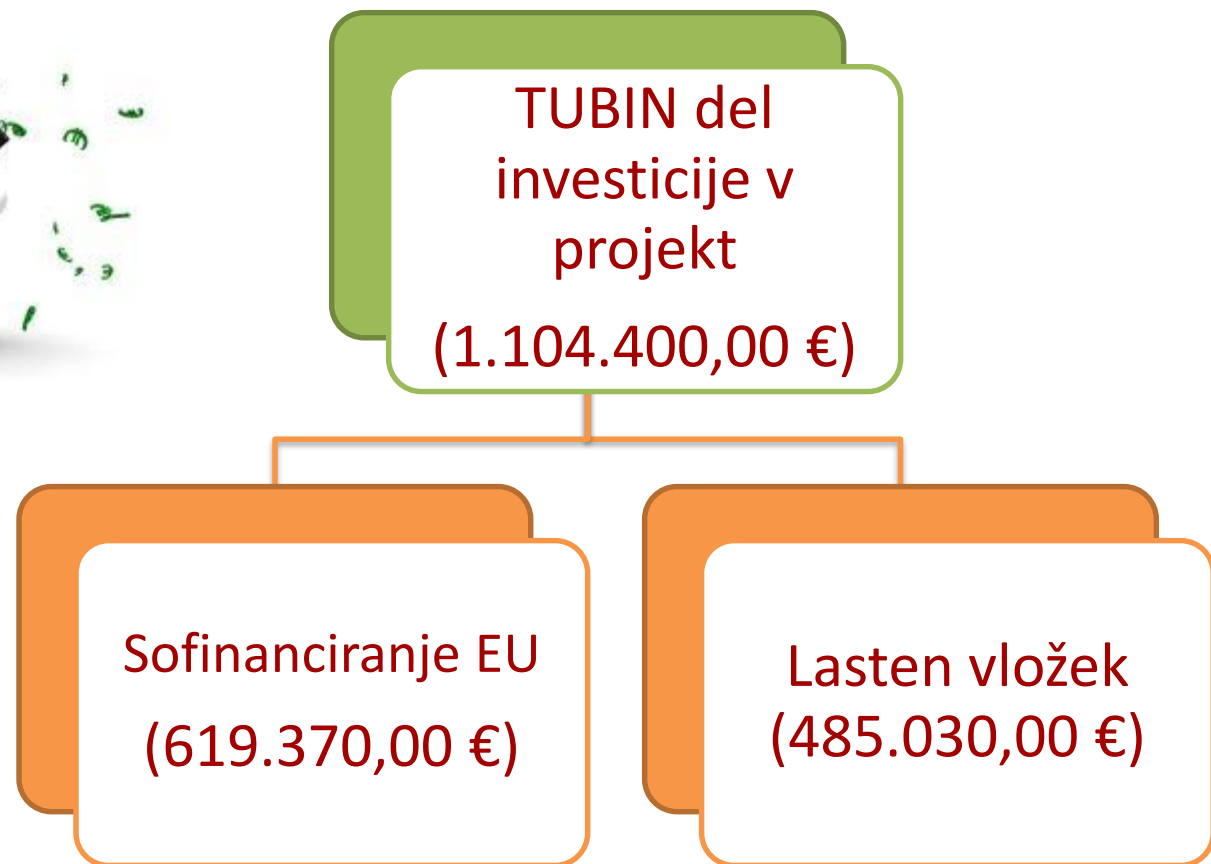 TUBIN del
investicije v
projekt
(1.104.400,00 €)
Sofinanciranje EU
(619.370,00 €)
Lasten vložek
(485.030,00 €)